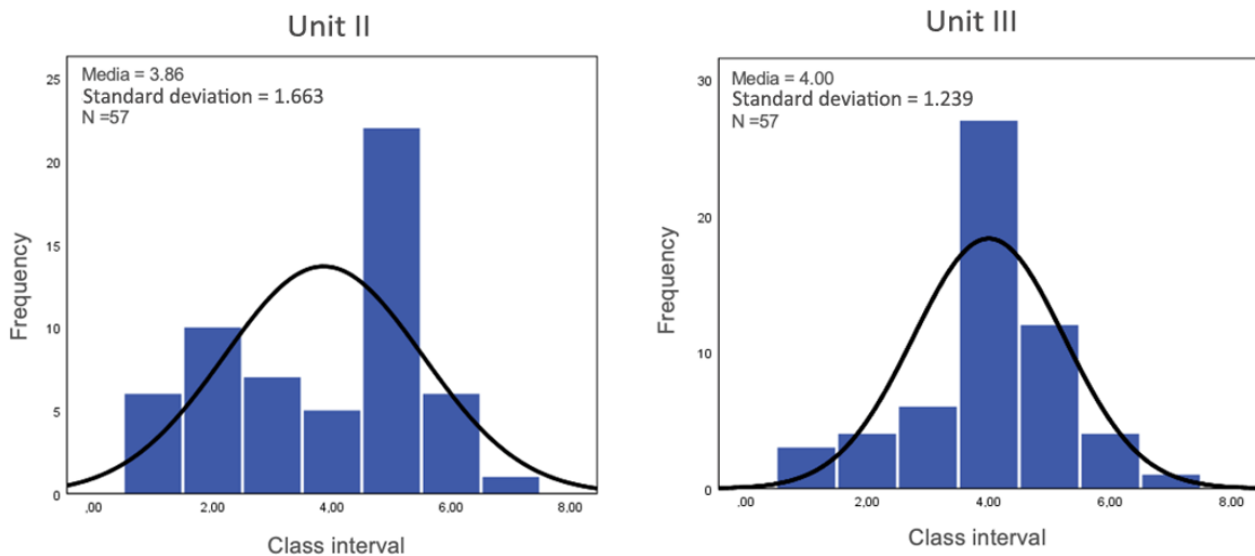 Unit II
Media = 3.86
Standard deviation = 1.663
N =57
25
20
15
10
5
0
Frequency
,00 2,00 4,00 6,00 8,00
Class interval
Unit III
Media = 4.00
Standard deviation = 1.239
N =57
30
20
10
0
Frequency
,00 2,00 4,00 6,00 8,00
Class interval